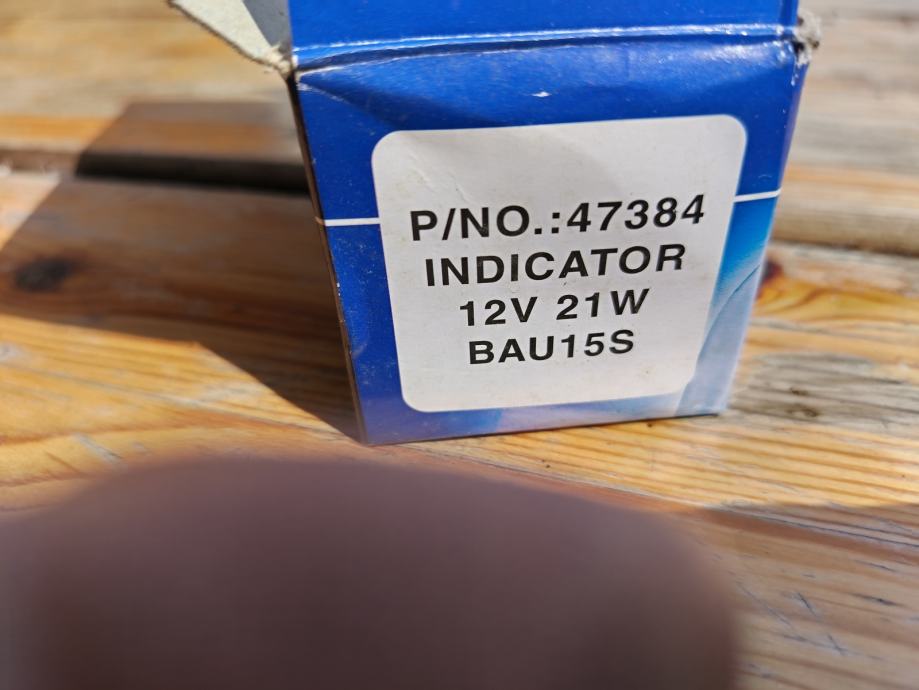 P/NO.:47384
INDICATOR
12V 21W
BAU15S